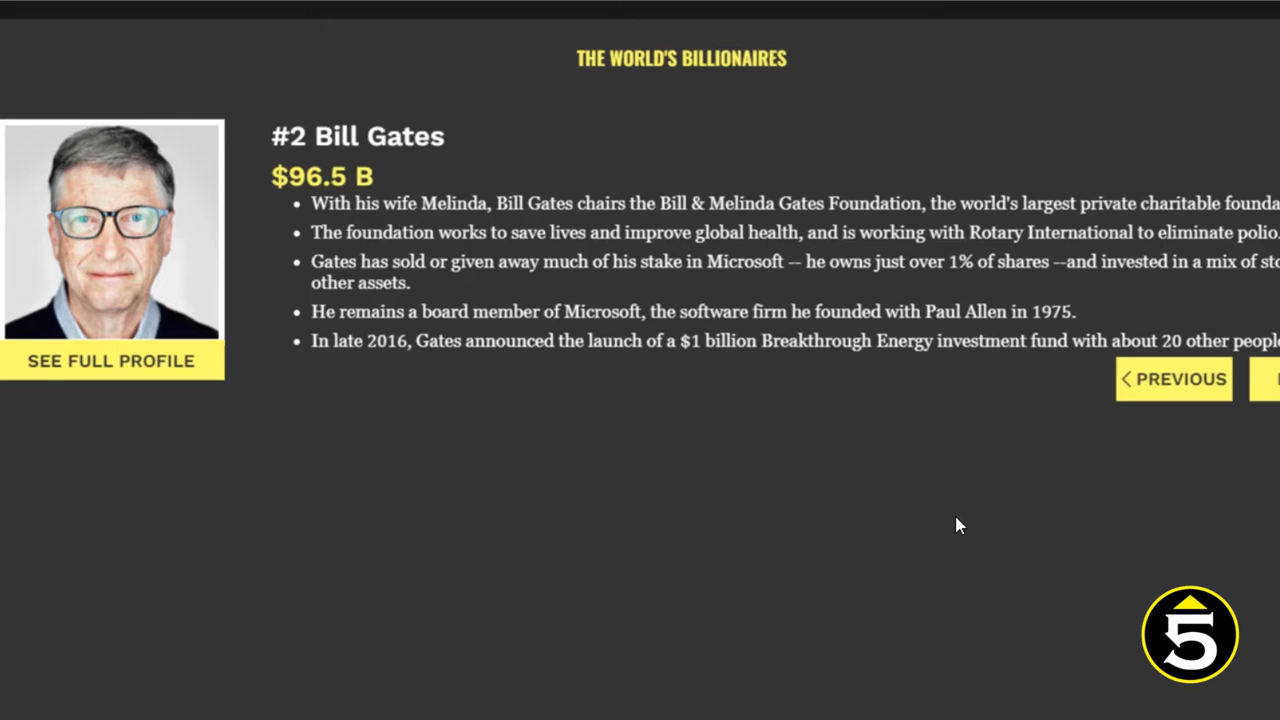 THE WORLD'S BILLIONAIRES
#2 Bill Gates
$96.5 B
With his wife Melinda, Bill Gates chairs the Bill & Melinda Gates Foundation, the world's largest private charitable
The foundation works to save lives and improve global health, and is working with Rotary International to eliminate polio.
Gates has sold or given away much of his stake in Microsoft -- he owns just over 1% of shares --and invested in a mix of
other assets.
He remains a board member of Microsoft, the software firm he founded with Paul Allen in 1975.
In late 2016, Gates announced the launch of a $1 billion Breakthrough Energy investment fund with about 20 other
SEE FULL PROFILE
< PREVIOUS
5